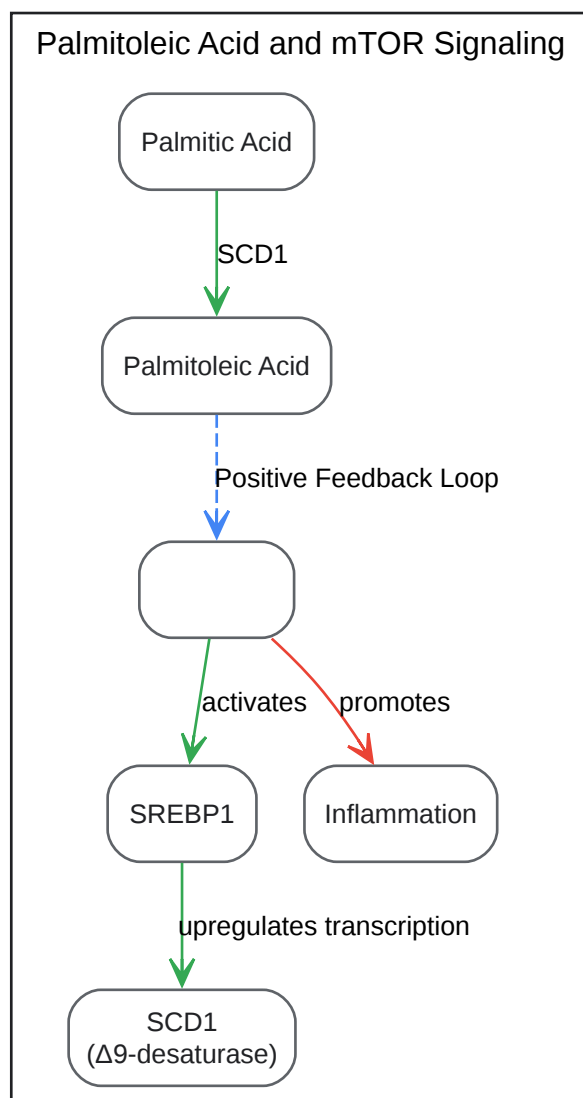 Palmitoleic Acid and mTOR Signaling
Palmitic Acid
SCD1
Palmitoleic Acid
Positive Feedback Loop
activates
promotes
SREBP1
Inflammation
upregulates transcription
SCD1
(Δ9-desaturase)